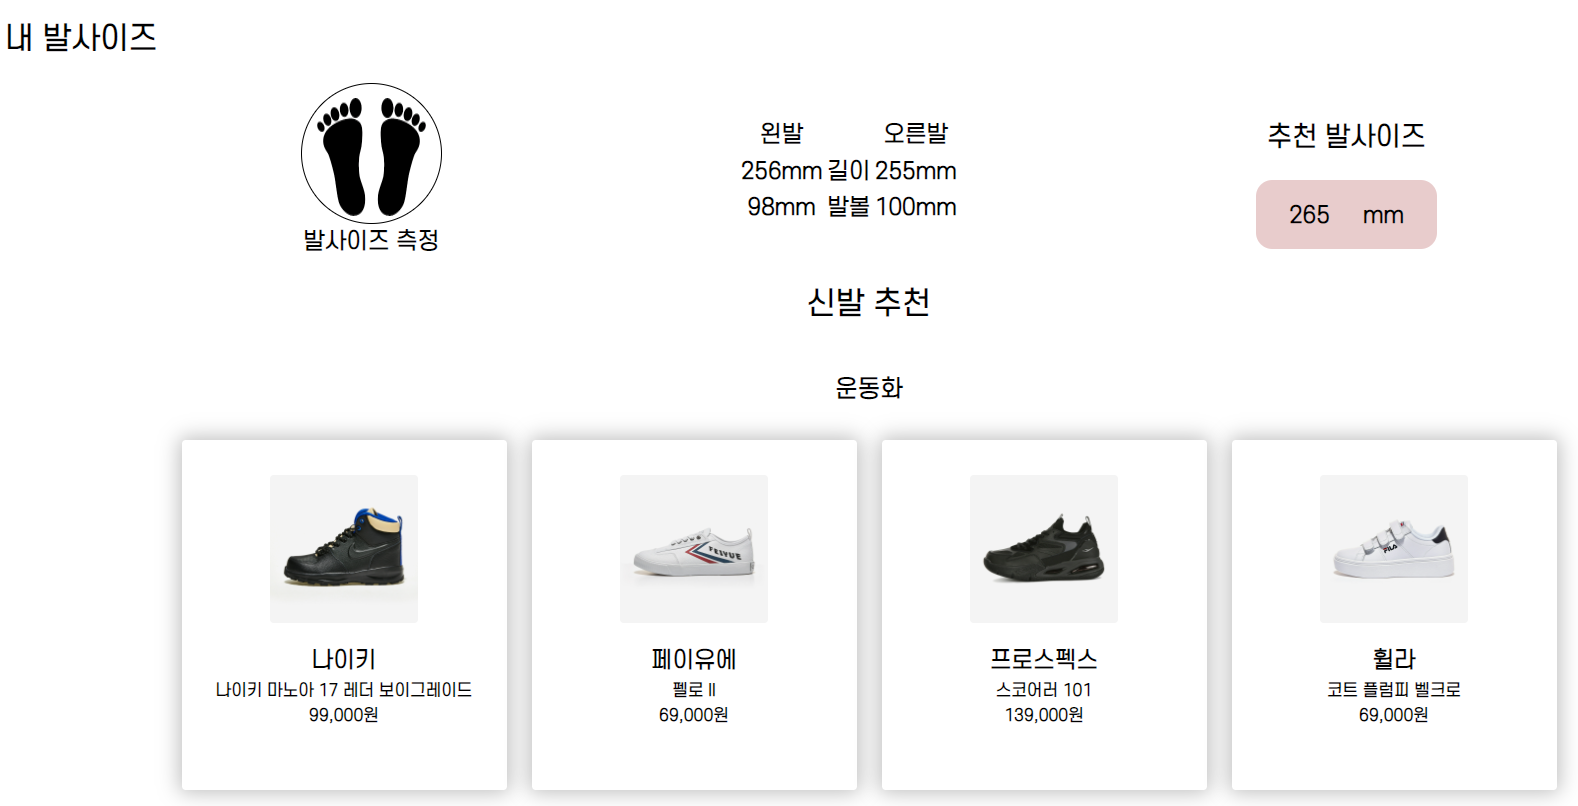 내 발사이즈
발사이즈 측정
왼발 오른발
256mm 길이 255mm
98mm 발볼 100mm
추천 발사이즈
265 mm
신발 추천
운동화
FEIYUE
FILA
나이키
나이키 마노아 17 레더 보이그레이드
99,000원
페이유에
펠로 II
69,000원
프로스펙스
스코어러 101
139,000원
휠라
코트 플럼피 벨크로
69,000원